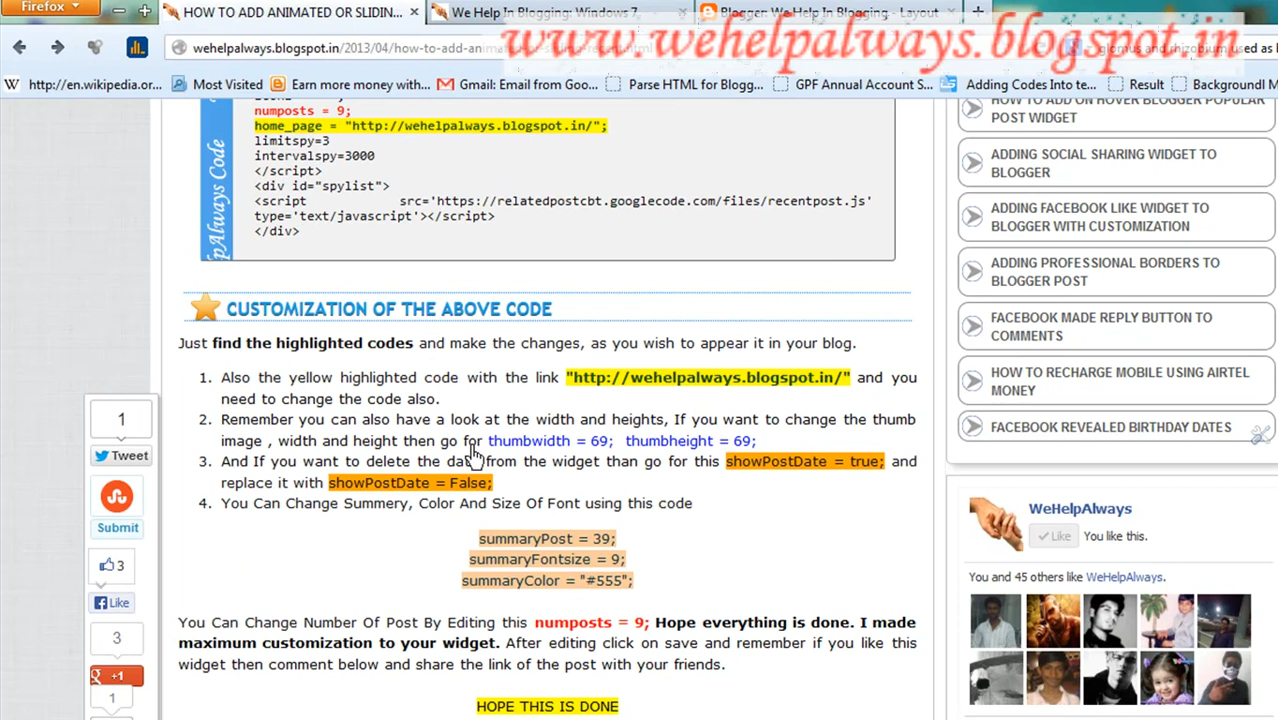 Firefox
HOW TO ADD ANIMATED OR SLIDIN...
We Help In Blogging: Windows 7
Blogger: We Help In Blogging - Layout
www.wehelpalways.blogspot.in
wehelpalways.blogspot.in/2013/04/how-to-add-animated-or-sliding-recent.html
glomus and rhizobium used as
http://en.wikipedia.o...
Most Visited
Earn more money with...
Gmail: Email from Goo...
Parse HTML for Blogg...
GPF Annual Account S...
Adding Codes Into te...
Result
Background M
numposts = 9;
home_page = "http://wehelpalways.blogspot.in/";
limitspy=3
intervalspy=3000
</script>
<div id="spylist">
<script src='https://relatedpostcbt.googlecode.com/files/recentpost.js'
type='text/javascript'></script>
</div>
pAlways Code
CUSTOMIZATION OF THE ABOVE CODE
Just find the highlighted codes and make the changes, as you wish to appear it in your blog.
1. Also the yellow highlighted code with the link "http://wehelpalways.blogspot.in/" and you
need to change the code also.
2. Remember you can also have a look at the width and heights, If you want to change the thumb
image , width and height then go for thumbwidth = 69; thumbheight = 69;
3. And If you want to delete the date from the widget than go for this showPostDate = true; and
replace it with showPostDate = False;
4. You Can Change Summery, Color And Size Of Font using this code
summaryPost = 39;
summaryFontsize = 9;
summaryColor = "#555";
You Can Change Number Of Post By Editing this numposts = 9; Hope everything is done. I made
maximum customization to your widget. After editing click on save and remember if you like this
widget then comment below and share the link of the post with your friends.
HOPE THIS IS DONE
1
Tweet
Submit
3
Like
3
+1
1
HOW TO ADD ON HOVER BLOGGER POPULAR
POST WIDGET
ADDING SOCIAL SHARING WIDGET TO
BLOGGER
ADDING FACEBOOK LIKE WIDGET TO
BLOGGER WITH CUSTOMIZATION
ADDING PROFESSIONAL BORDERS TO
BLOGGER POST
FACEBOOK MADE REPLY BUTTON TO
COMMENTS
HOW TO RECHARGE MOBILE USING AIRTEL
MONEY
FACEBOOK REVEALED BIRTHDAY DATES
WeHelpAlways
Like
You like this.
You and 45 others like WeHelpAlways.